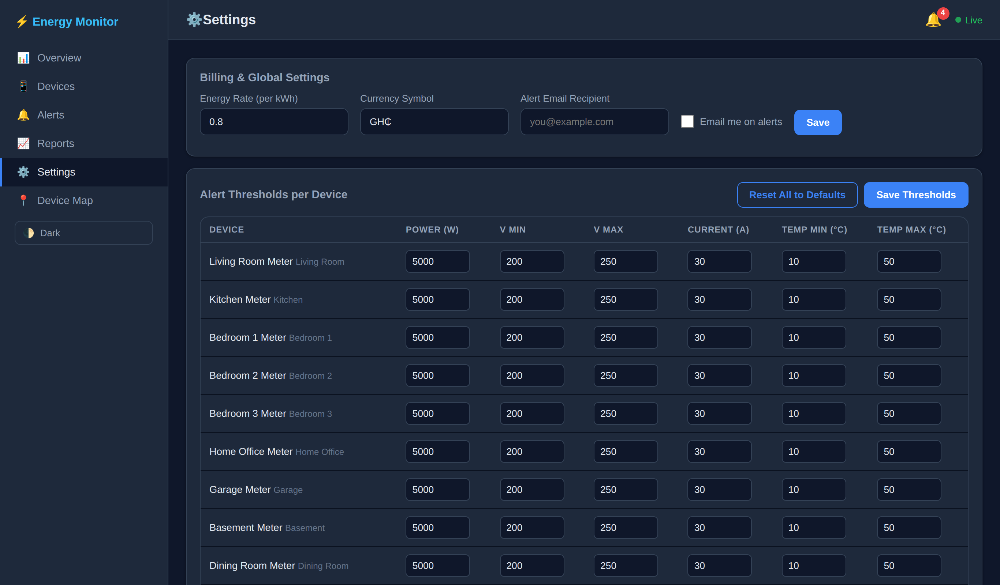 ⚡ Energy Monitor
📊 Overview
📱 Devices
🔔 Alerts
📈 Reports
⚙️ Settings
📍 Device Map
🌗 Dark
⚙️Settings
🔔 4 Live
Billing & Global Settings
Energy Rate (per kWh) Currency Symbol Alert Email Recipient
0.8 GH₵ you@example.com Email me on alerts Save
Alert Thresholds per Device Reset All to Defaults Save Thresholds
DEVICE POWER (W) V MIN V MAX CURRENT (A) TEMP MIN (°C) TEMP MAX (°C)
Living Room Meter Living Room 5000 200 250 30 10 50
Kitchen Meter Kitchen 5000 200 250 30 10 50
Bedroom 1 Meter Bedroom 1 5000 200 250 30 10 50
Bedroom 2 Meter Bedroom 2 5000 200 250 30 10 50
Bedroom 3 Meter Bedroom 3 5000 200 250 30 10 50
Home Office Meter Home Office 5000 200 250 30 10 50
Garage Meter Garage 5000 200 250 30 10 50
Basement Meter Basement 5000 200 250 30 10 50
Dining Room Meter Dining Room 5000 200 250 30 10 50